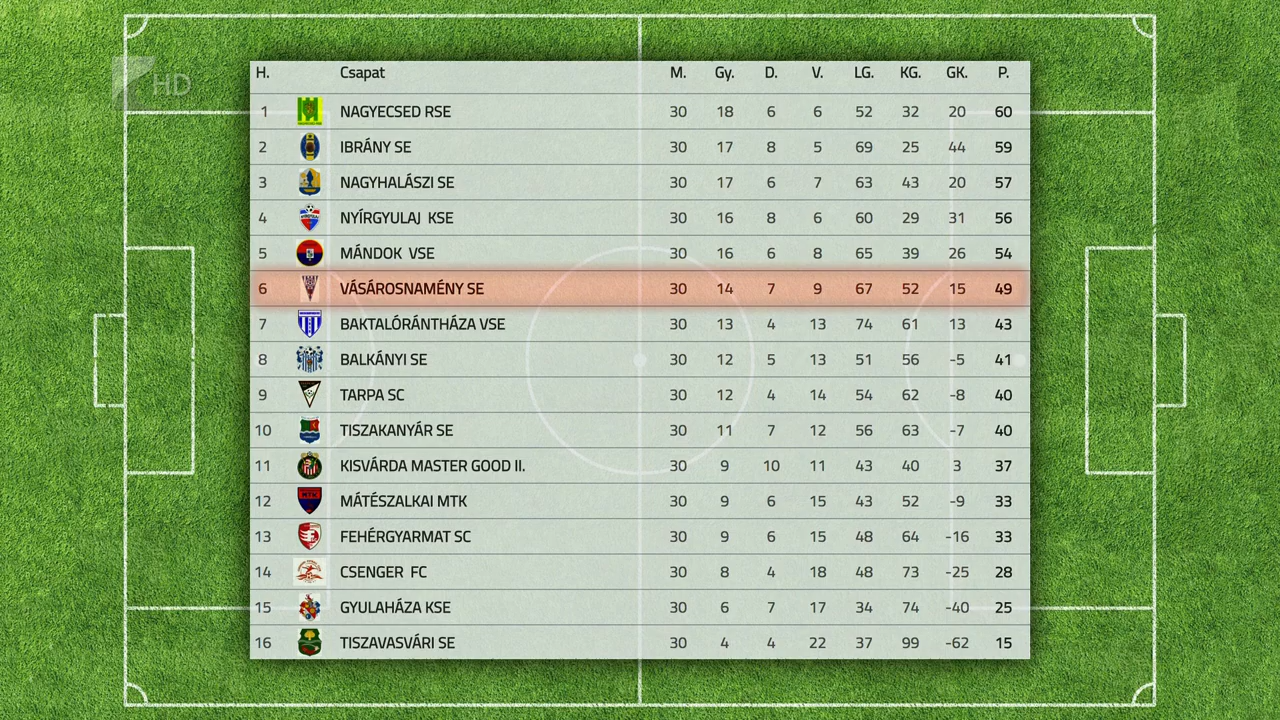 HD
H. Csapat M. Gy. D. V. LG. KG. GK. P.
1 NAGYECSED RSE 30 18 6 6 52 32 20 60
2 IBRÁNY SE 30 17 8 5 69 25 44 59
3 NAGYHALÁSZI SE 30 17 6 7 63 43 20 57
4 NYÍRGYULAJ KSE 30 16 8 6 60 29 31 56
5 MÁNDOK VSE 30 16 6 8 65 39 26 54
6 VÁSÁROSNAMÉNY SE 30 14 7 9 67 52 15 49
7 BAKTALÓRÁNTHÁZA VSE 30 13 4 13 74 61 13 43
8 BALKÁNYI SE 30 12 5 13 51 56 -5 41
9 TARPA SC 30 12 4 14 54 62 -8 40
10 TISZAKANYÁR SE 30 11 7 12 56 63 -7 40
11 KISVÁRDA MASTER GOOD II. 30 9 10 11 43 40 3 37
12 MÁTÉSZALKAI MTK 30 9 6 15 43 52 -9 33
13 FEHÉRGYARMAT SC 30 9 6 15 48 64 -16 33
14 CSENGER FC 30 8 4 18 48 73 -25 28
15 GYULAHÁZA KSE 30 6 7 17 34 74 -40 25
16 TISZAVASVÁRI SE 30 4 4 22 37 99 -62 15